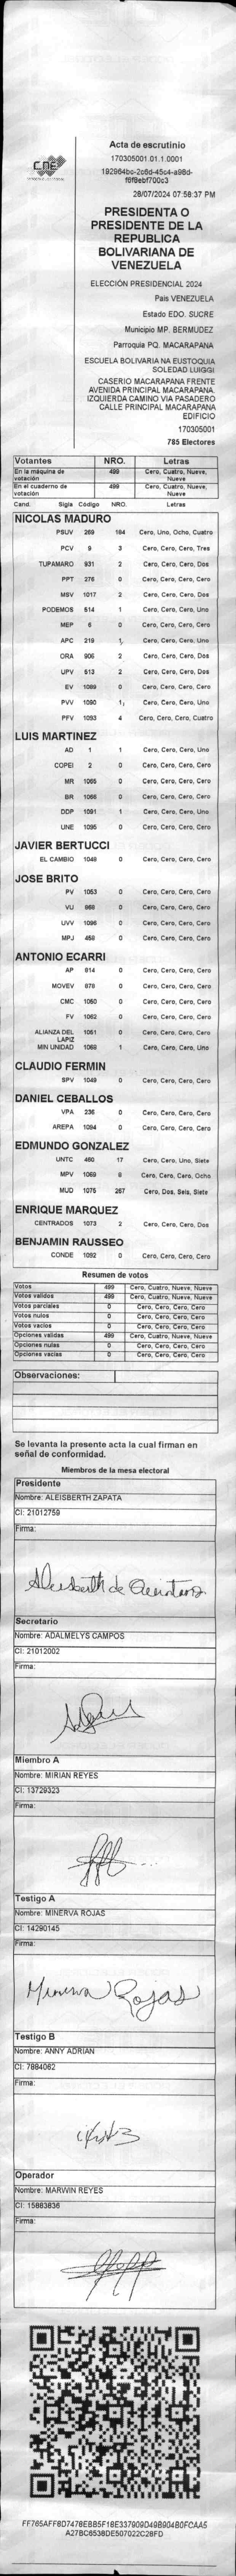 CNE
Acta de escrutinio
170305001.01.1.0001
28/07/2024 07:58:37 PM
PRESIDENTA O
PRESIDENTE DE LA
REPUBLICA
BOLIVARIANA DE
VENEZUELA
ELECCIÓN PRESIDENCIAL 2024
Pais VENEZUELA
Estado EDO. SUCRE
Municipio MP. BERMUDEZ
Parroquia PQ. MACARAPANA
ESCUELA BOLIVARIA NA EUSTOQUIA
SOLEDAD LUIGGI
CASERIO MACARAPANA FRENTE
AVENIDA PRINCIPAL MACARAPANA.
IZQUIERDA CAMINO VIA PASADERO
CALLE PRINCIPAL MACARAPANA
EDIFICIO
170305001
785 Electores
Votantes NRO. Letras
En la máquina de votación 499 Cero, Cuatro, Nueve, Nueve
En el cuaderno de votación 499 Cero, Cuatro, Nueve, Nueve
Cand. Sigla Código NRO. Letras
NICOLAS MADURO
PSUV 269 184 Cero, Uno, Ocho, Cuatro
PCV 9 3 Cero, Cero, Cero, Tres
TUPAMARO 931 2 Cero, Cero, Cero, Dos
PPT 276 0 Cero, Cero, Cero, Cero
MSV 1017 2 Cero, Cero, Cero, Dos
PODEMOS 514 1 Cero, Cero, Cero, Uno
MEP 6 0 Cero, Cero, Cero, Cero
APC 219 1 Cero, Cero, Cero, Uno
ORA 906 2 Cero, Cero, Cero, Dos
UPV 513 2 Cero, Cero, Cero, Dos
EV 1089 0 Cero, Cero, Cero, Cero
PVV 1090 1 Cero, Cero, Cero, Uno
PFV 1093 4 Cero, Cero, Cero, Cuatro
LUIS MARTINEZ
AD 1 1 Cero, Cero, Cero, Uno
COPEI 2 0 Cero, Cero, Cero, Cero
MR 1065 0 Cero, Cero, Cero, Cero
BR 1066 0 Cero, Cero, Cero, Cero
DDP 1091 1 Cero, Cero, Cero, Uno
UNE 1095 0 Cero, Cero, Cero, Cero
JAVIER BERTUCCI
EL CAMBIO 1048 0 Cero, Cero, Cero, Cero
JOSE BRITO
PV 1053 0 Cero, Cero, Cero, Cero
VU 968 0 Cero, Cero, Cero, Cero
UVV 1096 0 Cero, Cero, Cero, Cero
MPJ 458 0 Cero, Cero, Cero, Cero
ANTONIO ECARRI
AP 814 0 Cero, Cero, Cero, Cero
MOVEV 878 0 Cero, Cero, Cero, Cero
CMC 1050 0 Cero, Cero, Cero, Cero
FV 1062 0 Cero, Cero, Cero, Cero
ALIANZA DEL LAPIZ 1051 0 Cero, Cero, Cero, Cero
MIN UNIDAD 1068 1 Cero, Cero, Cero, Uno
CLAUDIO FERMIN
SPV 1049 0 Cero, Cero, Cero, Cero
DANIEL CEBALLOS
VPA 236 0 Cero, Cero, Cero, Cero
AREPA 1094 0 Cero, Cero, Cero, Cero
EDMUNDO GONZALEZ
UNTC 460 17 Cero, Cero, Uno, Siete
MPV 1069 8 Cero, Cero, Cero, Ocho
MUD 1075 267 Cero, Dos, Seis, Siete
ENRIQUE MARQUEZ
CENTRADOS 1073 2 Cero, Cero, Cero, Dos
BENJAMIN RAUSSEO
CONDE 1092 0 Cero, Cero, Cero, Cero
Resumen de votos
Votos 499 Cero, Cuatro, Nueve, Nueve
Votos validos 499 Cero, Cuatro, Nueve, Nueve
Votos parciales 0 Cero, Cero, Cero, Cero
Votos nulos 0 Cero, Cero, Cero, Cero
Votos vacios 0 Cero, Cero, Cero, Cero
Opciones validas 499 Cero, Cuatro, Nueve, Nueve
Opciones nulas 0 Cero, Cero, Cero, Cero
Opciones vacias 0 Cero, Cero, Cero, Cero
Observaciones:
Se levanta la presente acta la cual firman en
señal de conformidad.
Miembros de la mesa electoral
Presidente
Nombre: ALEISBERTH ZAPATA
CI: 21012759
Firma:
Aleisberth de
Secretario
Nombre: ADALMELYS CAMPOS
CI: 21012002
Firma:
Miembro A
Nombre: MIRIAN REYES
CI: 13729323
Firma:
Testigo A
Nombre: MINERVA ROJAS
CI: 14290145
Firma:
Minerva Rojas
Testigo B
Nombre: ANNY ADRIAN
CI: 7884062
Firma:
Operador
Nombre: MARWIN REYES
CI: 15883836
Firma: